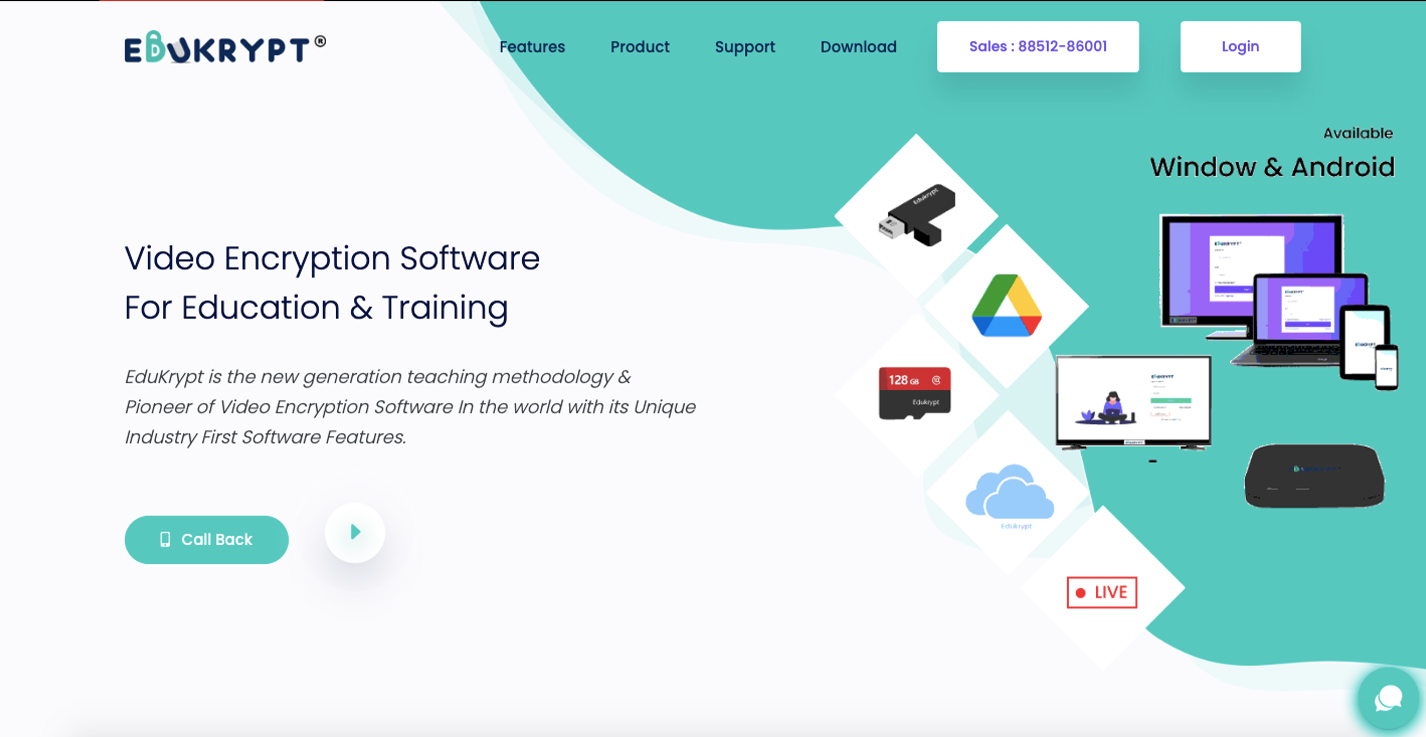 EDUKRYPT®
Features
Product
Support
Download
Sales : 88512-86001
Login
Available
Window & Android
Video Encryption Software
For Education & Training
EduKrypt is the new generation teaching methodology &
Pioneer of Video Encryption Software In the world with its Unique
Industry First Software Features.
Call Back
Edukrypt
128 GB
Edukrypt
Edukrypt
LIVE